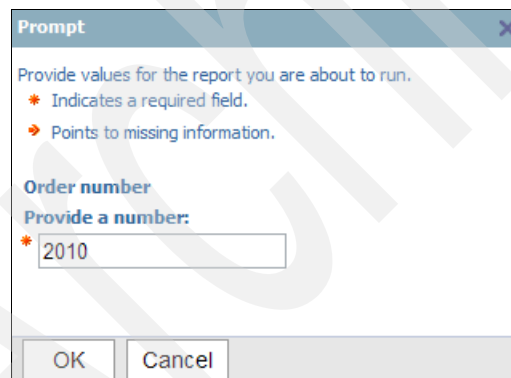 Prompt
Provide values for the report you are about to run.
* Indicates a required field.
Points to missing information.
Order number
Provide a number:
* 2010
OK Cancel